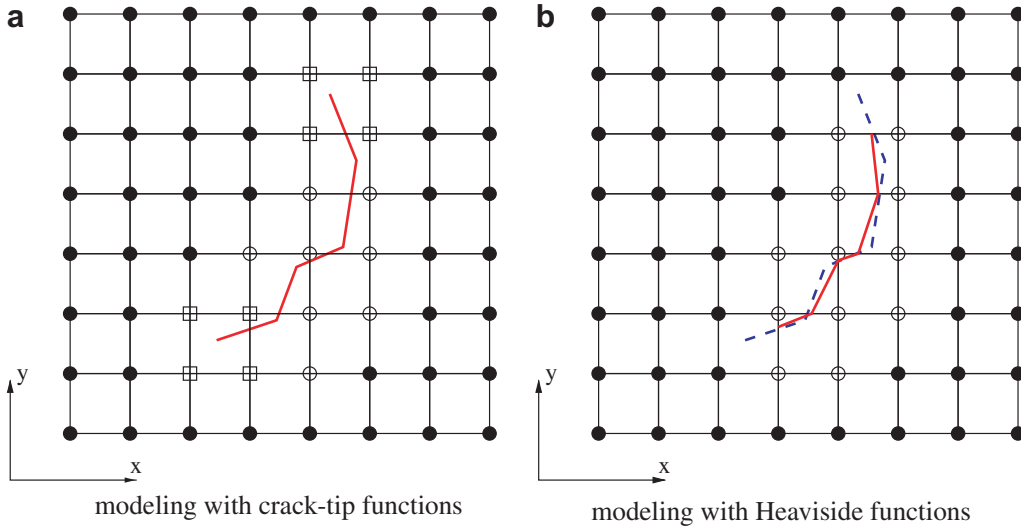 a
b
y
x
y
x
modeling with crack-tip functions
modeling with Heaviside functions